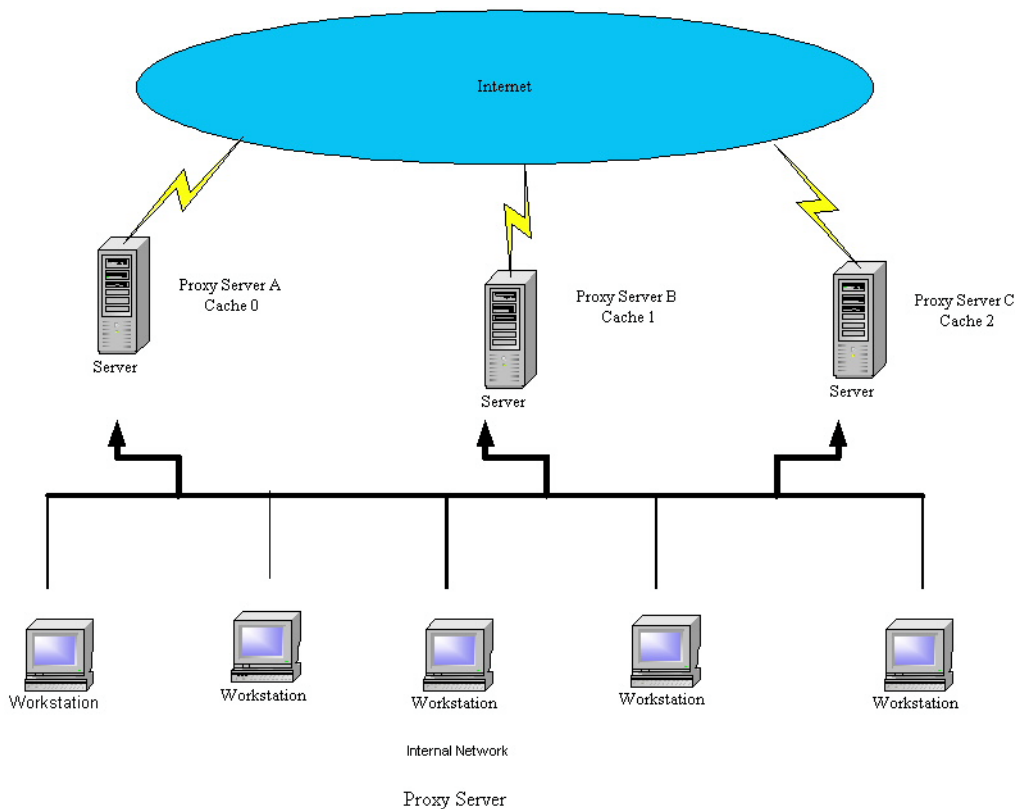 Internet
Proxy Server A
Cache 0
Proxy Server B
Cache 1
Proxy Server C
Cache 2
Server
Server
Server
Workstation
Workstation
Workstation
Workstation
Workstation
Internal Network
Proxy Server